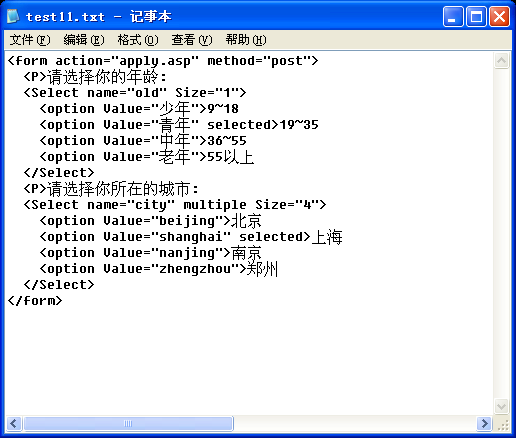 test11.txt - 记事本
文件(F) 编辑(E) 格式(O) 查看(V) 帮助(H)
<form action="apply.asp" method="post">
  <P>请选择你的年龄:
  <Select name="old" Size="1">
    <option Value="少年">9~18
    <option Value="青年" selected>19~35
    <option Value="中年">36~55
    <option Value="老年">55以上
  </Select>
  <P>请选择你所在的城市:
  <Select name="city" multiple Size="4">
    <option Value="beijing">北京
    <option Value="shanghai" selected>上海
    <option Value="nanjing">南京
    <option Value="zhengzhou">郑州
  </Select>
</form>